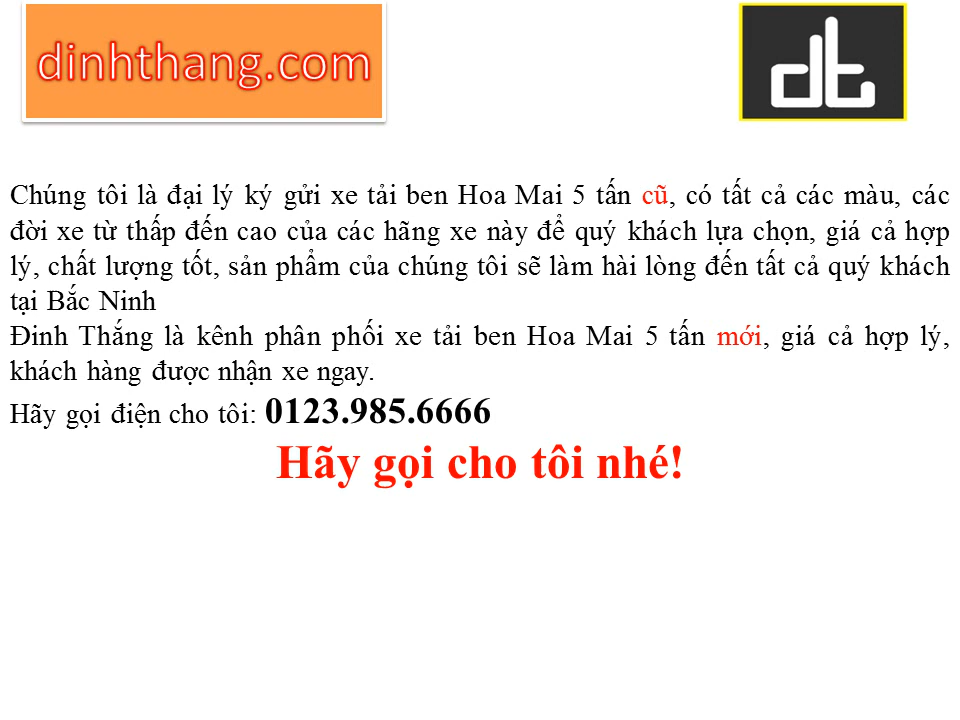 dinhthang.com
dt
Chúng tôi là đại lý ký gửi xe tải ben Hoa Mai 5 tấn cũ, có tất cả các màu, các
đời xe từ thấp đến cao của các hãng xe này để quý khách lựa chọn, giá cả hợp
lý, chất lượng tốt, sản phẩm của chúng tôi sẽ làm hài lòng đến tất cả quý khách
tại Bắc Ninh
Đinh Thắng là kênh phân phối xe tải ben Hoa Mai 5 tấn mới, giá cả hợp lý,
khách hàng được nhận xe ngay.
Hãy gọi điện cho tôi: 0123.985.6666
Hãy gọi cho tôi nhé!